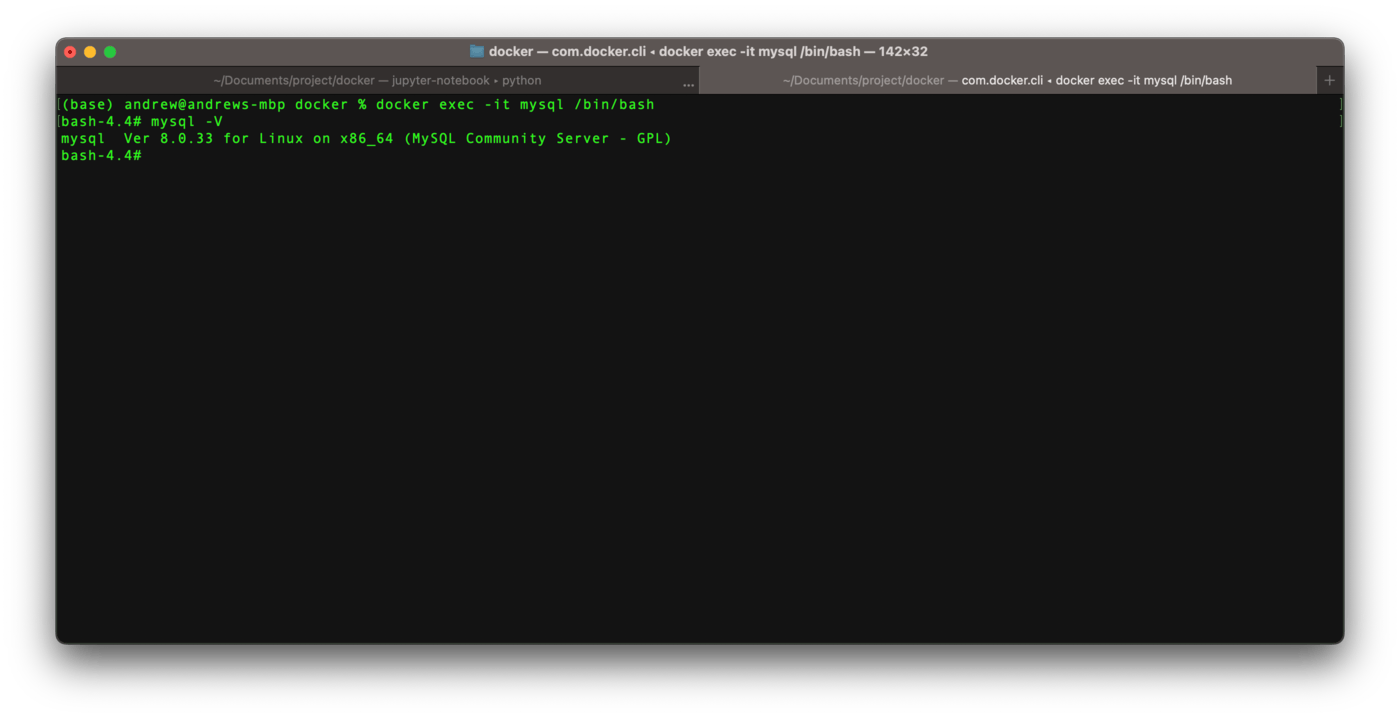 docker — com.docker.cli ◂ docker exec -it mysql /bin/bash — 142×32
~/Documents/project/docker — jupyter-notebook ▸ python ... ~/Documents/project/docker — com.docker.cli ◂ docker exec -it mysql /bin/bash +
[(base) andrew@andrews-mbp docker % docker exec -it mysql /bin/bash ]
[bash-4.4# mysql -V ]
mysql  Ver 8.0.33 for Linux on x86_64 (MySQL Community Server - GPL)
bash-4.4#